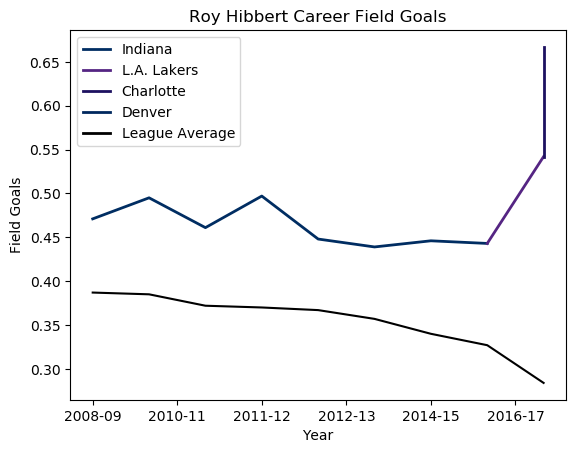 Roy Hibbert Career Field Goals
Indiana
L.A. Lakers
Charlotte
Denver
League Average
0.65
0.60
0.55
0.50
0.45
0.40
0.35
0.30
Field Goals
2008-09 2010-11 2011-12 2012-13 2014-15 2016-17
Year